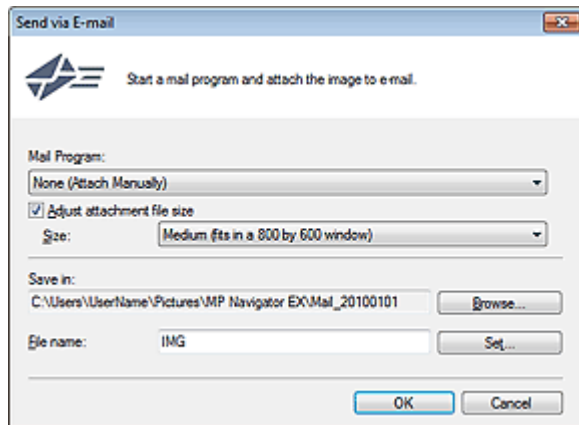 Send via E-mail
Start a mail program and attach the image to e-mail.
Mail Program:
None (Attach Manually)
Adjust attachment file size
Size: Medium (fits in a 800 by 600 window)
Save in:
C:\Users\UserName\Pictures\MP Navigator EX\Mail_20100101 Browse...
File name: IMG Set...
OK Cancel